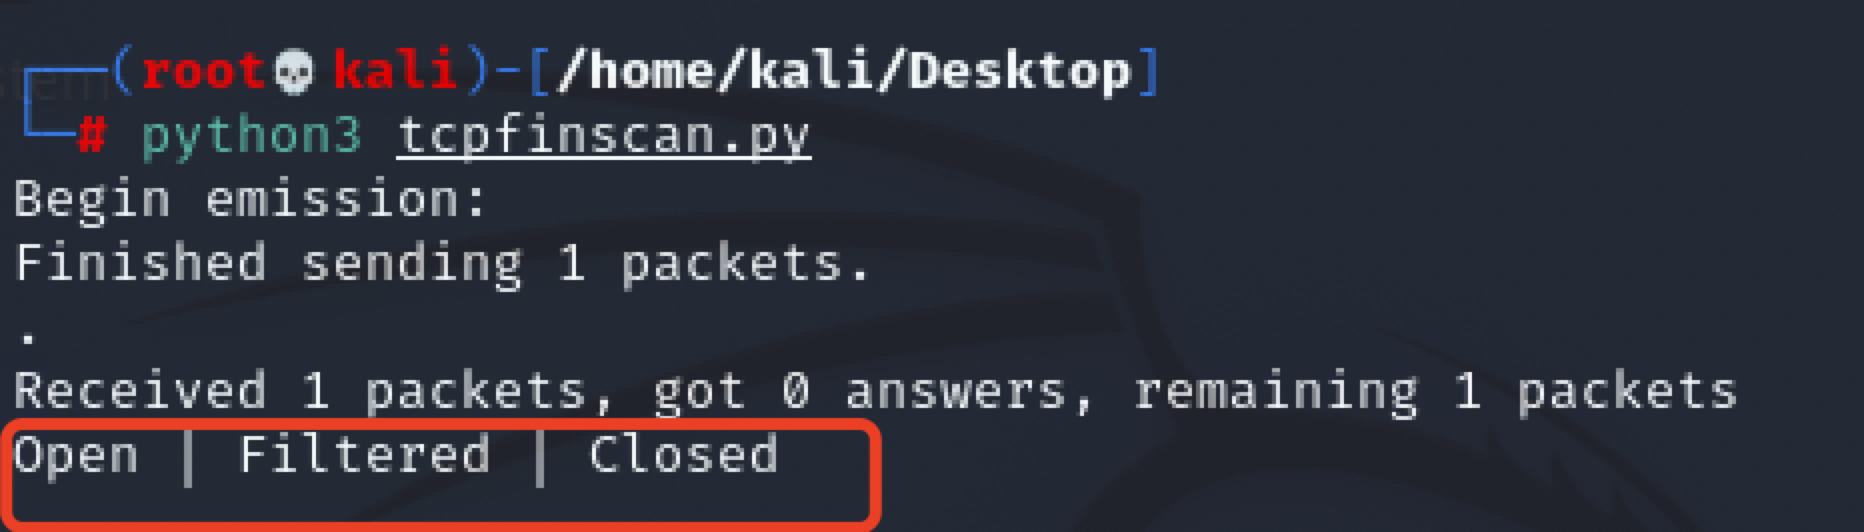 (root💀kali)-[/home/kali/Desktop]
# python3 tcpfinscan.py
Begin emission:
Finished sending 1 packets.
.
Received 1 packets, got 0 answers, remaining 1 packets
Open | Filtered | Closed